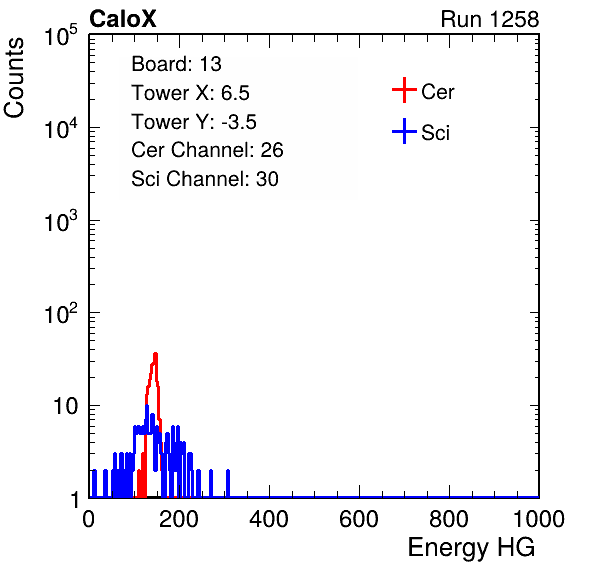 CaloX Run 1258
Counts
10^5
10^4
10^3
10^2
10
1
Board: 13
Tower X: 6.5
Tower Y: -3.5
Cer Channel: 26
Sci Channel: 30
Cer
Sci
0 200 400 600 800 1000
Energy HG